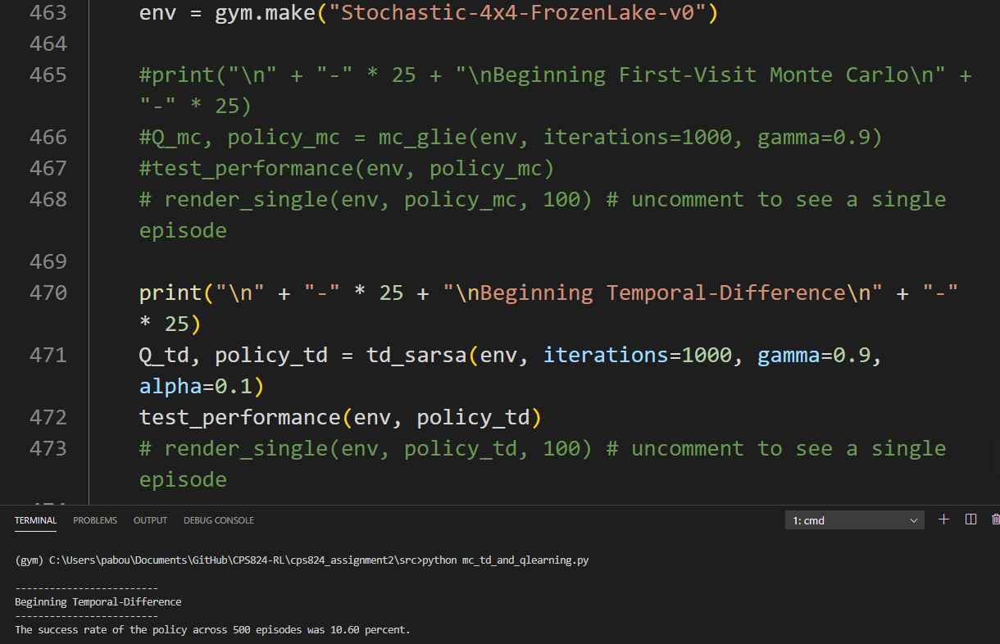 463 env = gym.make("Stochastic-4x4-FrozenLake-v0")
464
465 #print("\n" + "-" * 25 + "\nBeginning First-Visit Monte Carlo\n" +
"-" * 25)
466 #Q_mc, policy_mc = mc_glie(env, iterations=1000, gamma=0.9)
467 #test_performance(env, policy_mc)
468 # render_single(env, policy_mc, 100) # uncomment to see a single
episode
469
470 print("\n" + "-" * 25 + "\nBeginning Temporal-Difference\n" + "-"
* 25)
471 Q_td, policy_td = td_sarsa(env, iterations=1000, gamma=0.9,
alpha=0.1)
472 test_performance(env, policy_td)
473 # render_single(env, policy_td, 100) # uncomment to see a single
episode
TERMINAL PROBLEMS OUTPUT DEBUG CONSOLE 1: cmd
(gym) C:\Users\pabou\Documents\GitHub\CPS824-RL\cps824_assignment2\src>python mc_td_and_qlearning.py
-------------------------
Beginning Temporal-Difference
-------------------------
The success rate of the policy across 500 episodes was 10.60 percent.